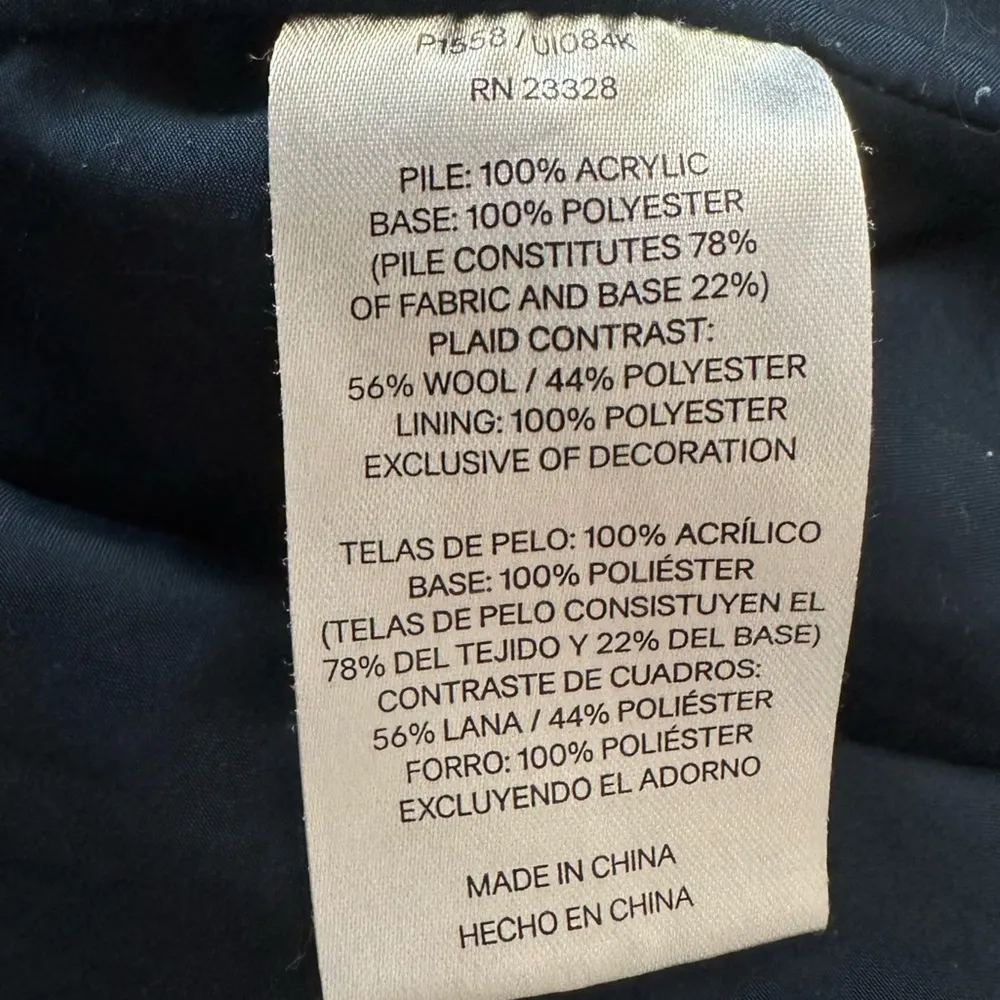 P1558/U1084K
RN 23328
PILE: 100% ACRYLIC
BASE: 100% POLYESTER
(PILE CONSTITUTES 78%
OF FABRIC AND BASE 22%)
PLAID CONTRAST:
56% WOOL / 44% POLYESTER
LINING: 100% POLYESTER
EXCLUSIVE OF DECORATION
TELAS DE PELO: 100% ACRÍLICO
BASE: 100% POLIÉSTER
(TELAS DE PELO CONSISTUYEN EL
78% DEL TEJIDO Y 22% DEL BASE)
CONTRASTE DE CUADROS:
56% LANA / 44% POLIÉSTER
FORRO: 100% POLIÉSTER
EXCLUYENDO EL ADORNO
MADE IN CHINA
HECHO EN CHINA